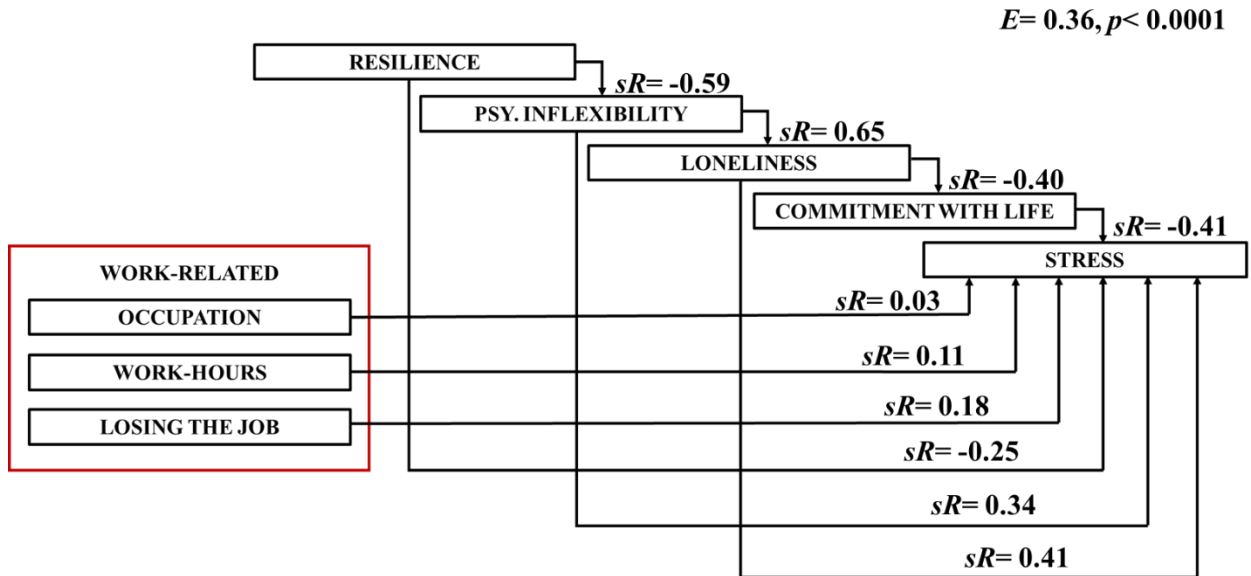 E= 0.36, p< 0.0001
RESILIENCE
sR= -0.59
PSY. INFLEXIBILITY
sR= 0.65
LONELINESS
sR= -0.40
COMMITMENT WITH LIFE
sR= -0.41
STRESS
WORK-RELATED
OCCUPATION
sR= 0.03
WORK-HOURS
sR= 0.11
LOSING THE JOB
sR= 0.18
sR= -0.25
sR= 0.34
sR= 0.41